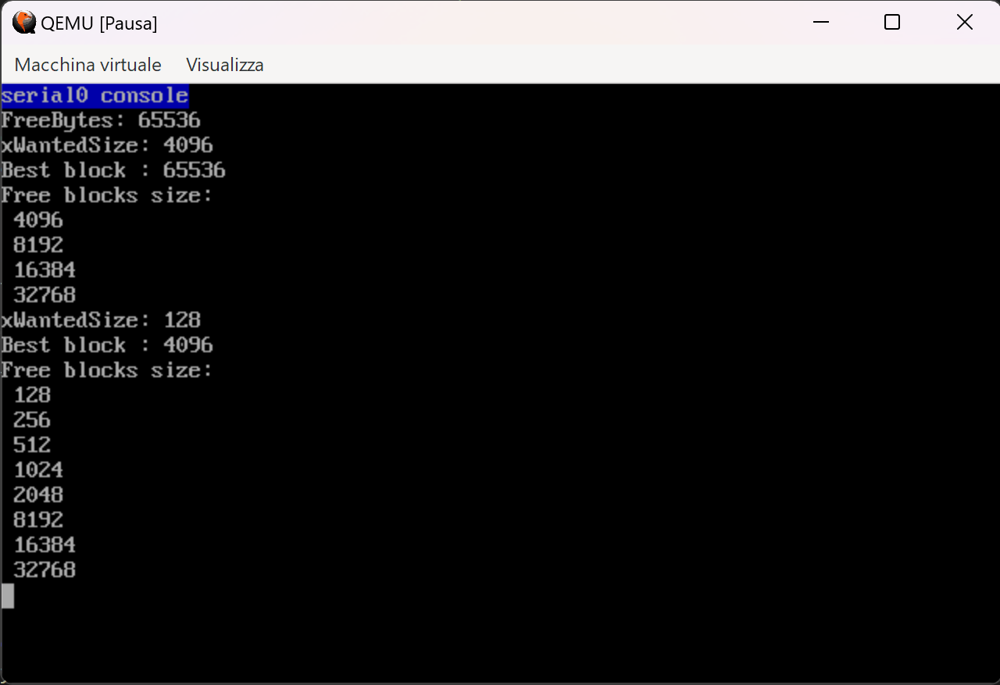 QEMU [Pausa]
Macchina virtuale Visualizza
serial0 console
FreeBytes: 65536
xWantedSize: 4096
Best block : 65536
Free blocks size:
4096
8192
16384
32768
xWantedSize: 128
Best block : 4096
Free blocks size:
128
256
512
1024
2048
8192
16384
32768